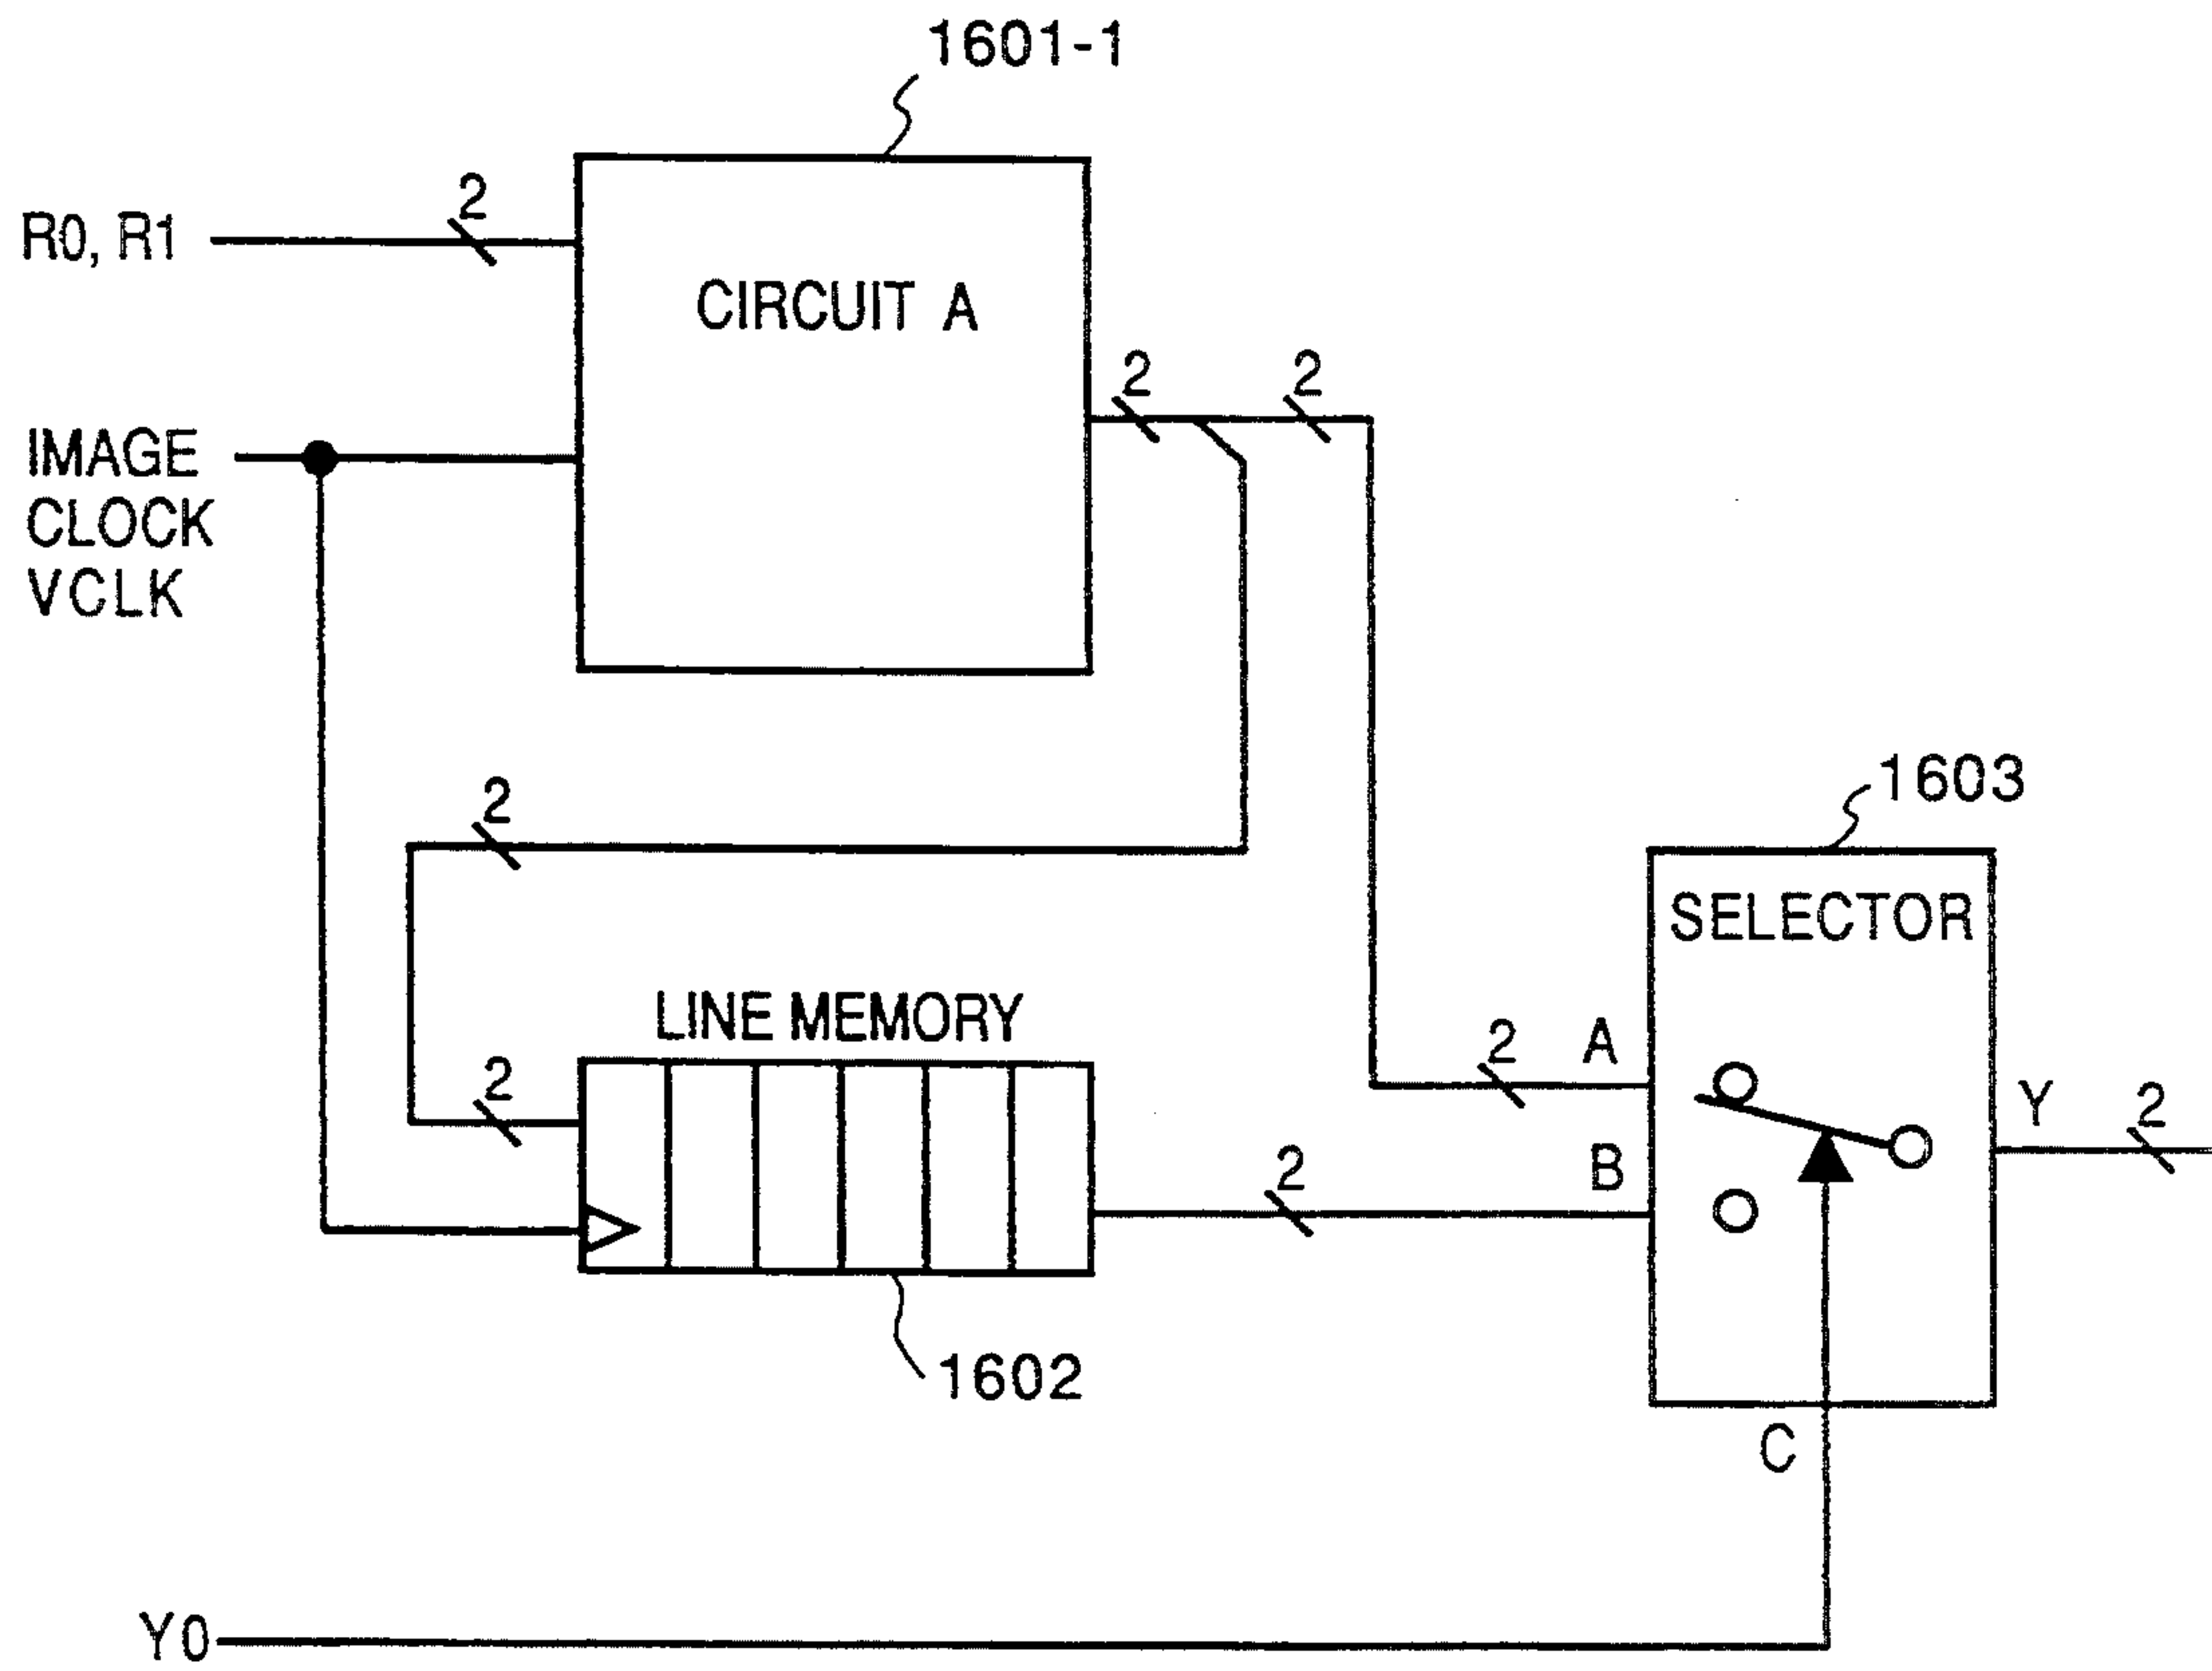 1601-1
2
R0, R1
CIRCUIT A
2
2
IMAGE
CLOCK
VCLK
2
1603
SELECTOR
LINE MEMORY
2
2
A
Y
2
2
B
1602
C
Y0